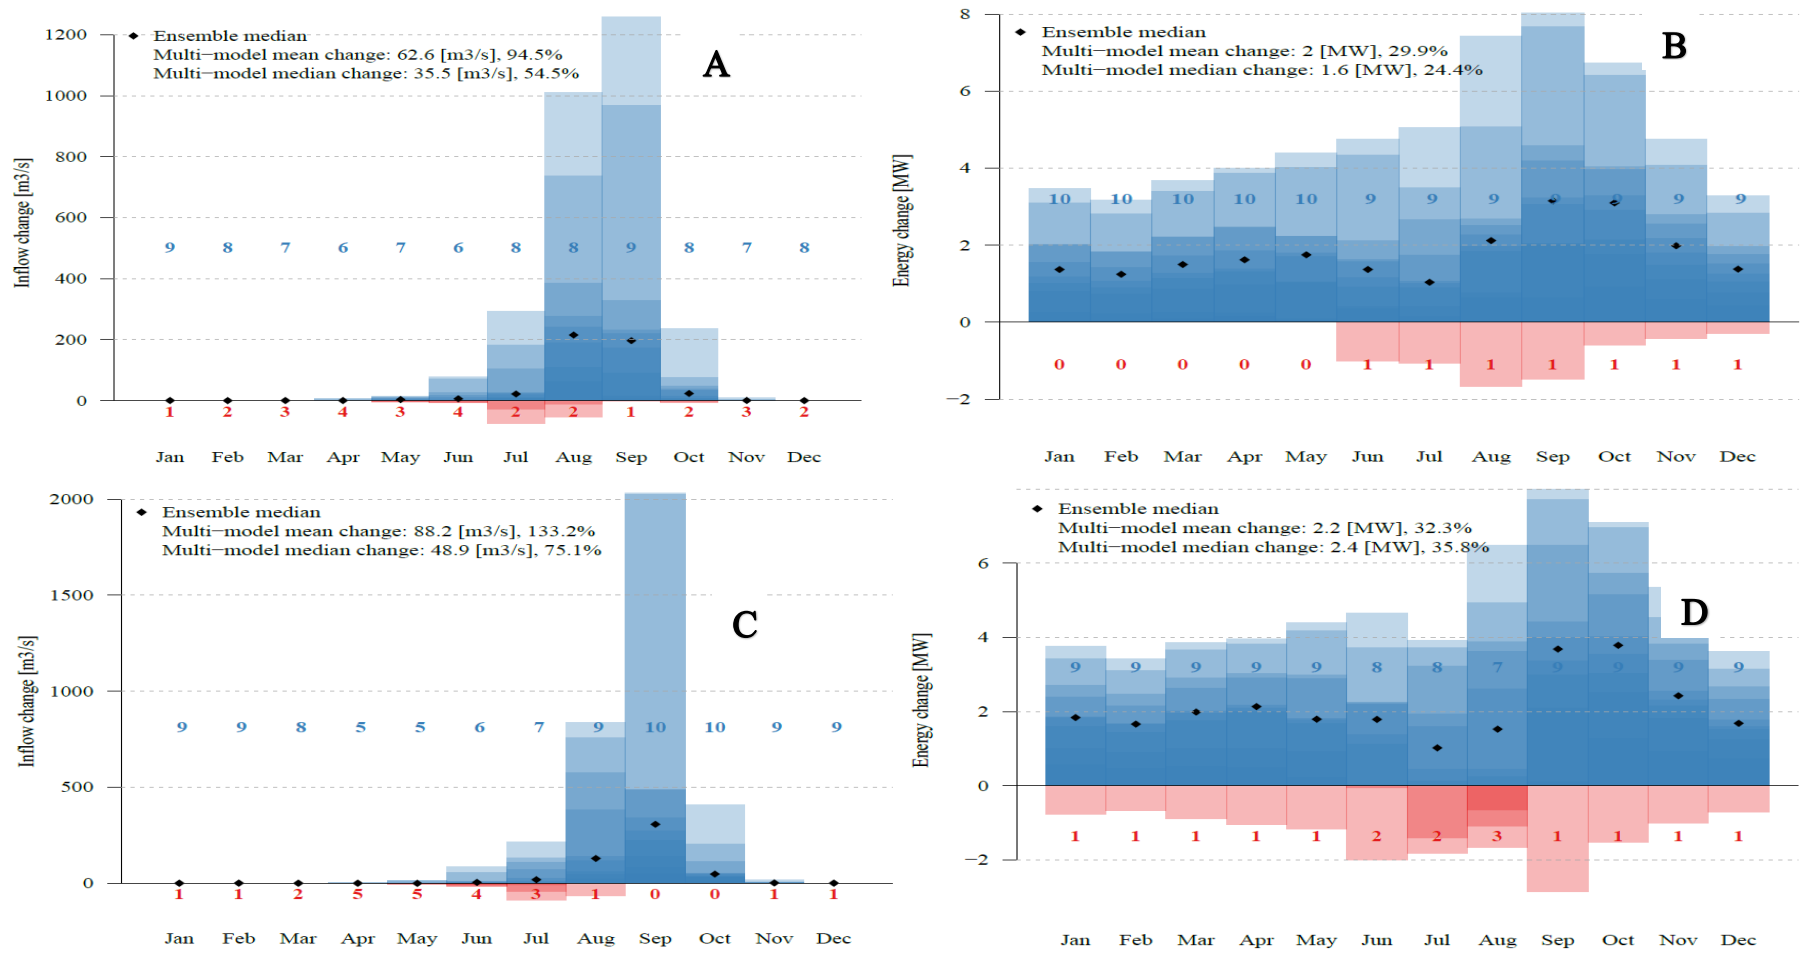 Ensemble median
Multi−model mean change: 62.6 [m3/s], 94.5%
Multi−model median change: 35.5 [m3/s], 54.5%
A
Inflow change [m3/s]
1200
1000
800
600
400
200
0
9 8 7 6 7 6 8 8 9 8 7 8
1 2 3 4 3 4 2 2 1 2 3 2
Jan Feb Mar Apr May Jun Jul Aug Sep Oct Nov Dec
Ensemble median
Multi−model mean change: 2 [MW], 29.9%
Multi−model median change: 1.6 [MW], 24.4%
B
Energy change [MW]
8
6
4
2
0
−2
10 10 10 10 10 9 9 9 9 9 9 9
0 0 0 0 0 1 1 1 1 1 1 1
Jan Feb Mar Apr May Jun Jul Aug Sep Oct Nov Dec
Ensemble median
Multi−model mean change: 88.2 [m3/s], 133.2%
Multi−model median change: 48.9 [m3/s], 75.1%
C
Inflow change [m3/s]
2000
1500
1000
500
0
9 9 8 5 5 6 7 9 10 10 9 9
1 1 2 5 5 4 3 1 0 0 1 1
Jan Feb Mar Apr May Jun Jul Aug Sep Oct Nov Dec
Ensemble median
Multi−model mean change: 2.2 [MW], 32.3%
Multi−model median change: 2.4 [MW], 35.8%
D
Energy change [MW]
6
4
2
0
−2
9 9 9 9 9 8 8 7 9 9 9 9
1 1 1 1 1 2 2 3 1 1 1 1
Jan Feb Mar Apr May Jun Jul Aug Sep Oct Nov Dec